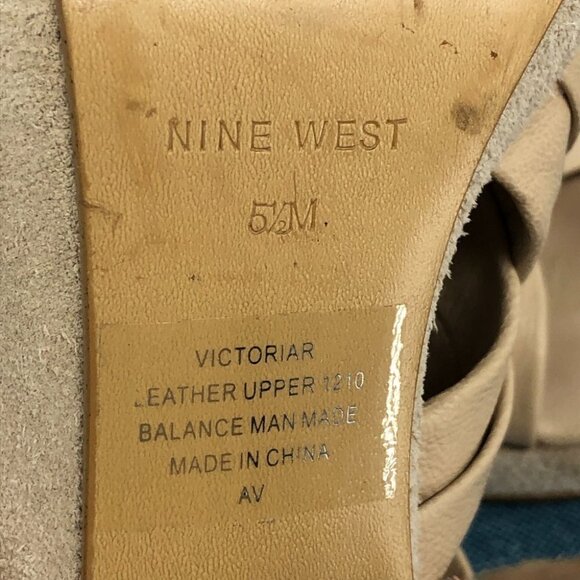 NINE WEST
5½M
VICTORIAR
LEATHER UPPER 1210
BALANCE MAN MADE
MADE IN CHINA
AV